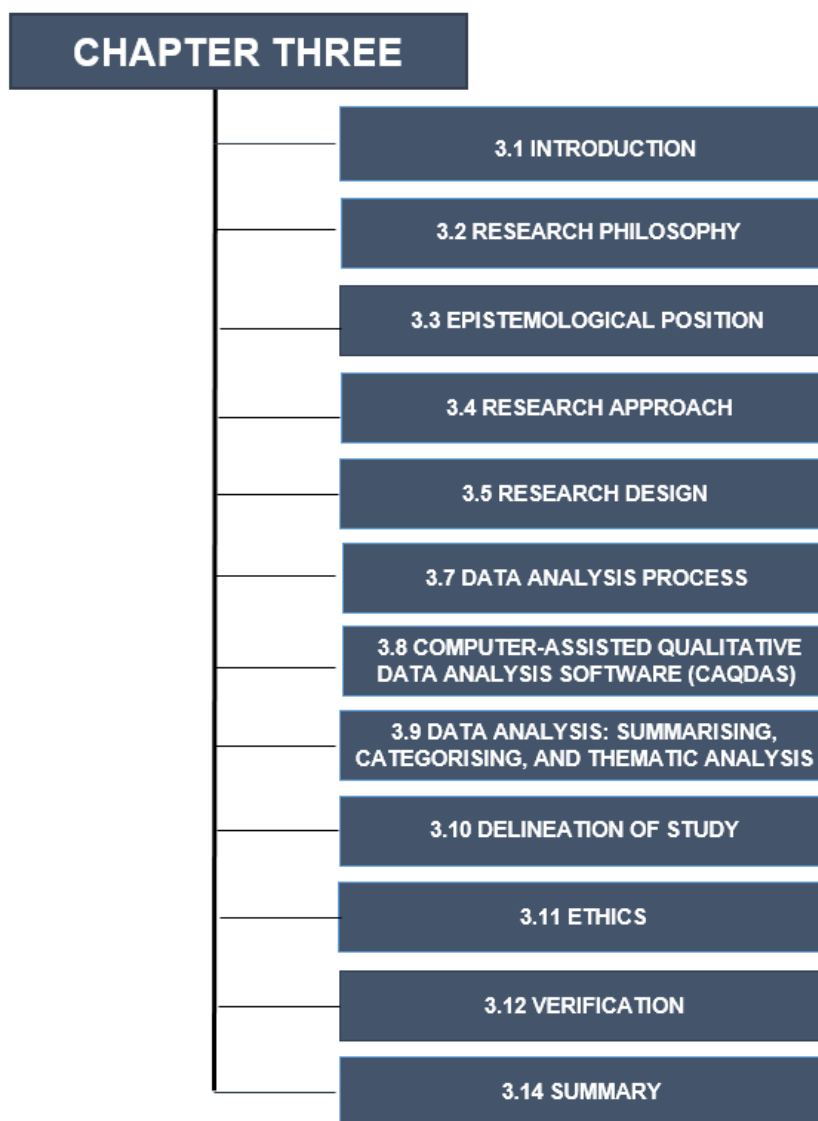 CHAPTER THREE
3.1 INTRODUCTION
3.2 RESEARCH PHILOSOPHY
3.3 EPISTEMOLOGICAL POSITION
3.4 RESEARCH APPROACH
3.5 RESEARCH DESIGN
3.7 DATA ANALYSIS PROCESS
3.8 COMPUTER-ASSISTED QUALITATIVE
DATA ANALYSIS SOFTWARE (CAQDAS)
3.9 DATA ANALYSIS: SUMMARISING,
CATEGORISING, AND THEMATIC ANALYSIS
3.10 DELINEATION OF STUDY
3.11 ETHICS
3.12 VERIFICATION
3.14 SUMMARY